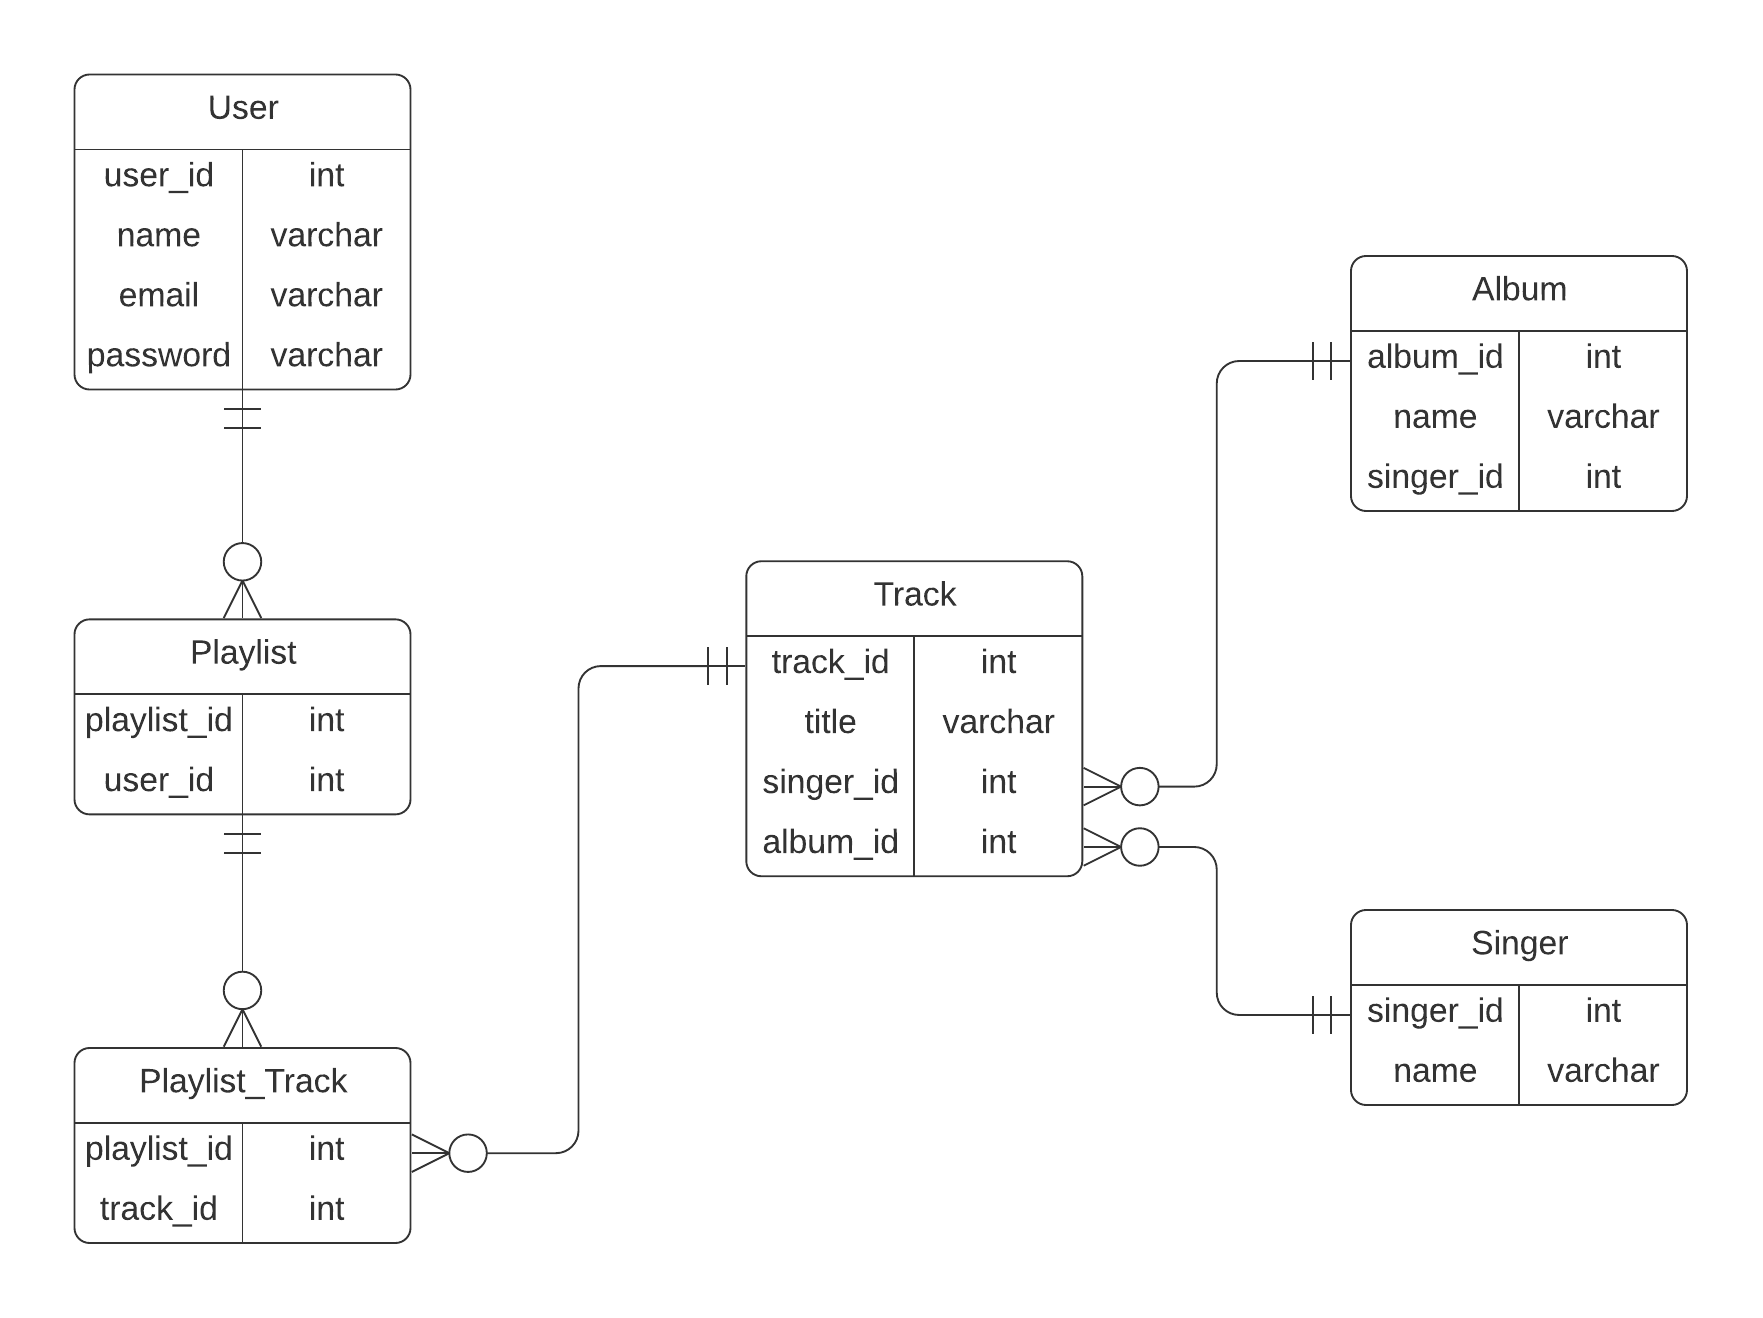 User
user_id int
name varchar
email varchar
password varchar
Playlist
playlist_id int
user_id int
Playlist_Track
playlist_id int
track_id int
Track
track_id int
title varchar
singer_id int
album_id int
Album
album_id int
name varchar
singer_id int
Singer
singer_id int
name varchar